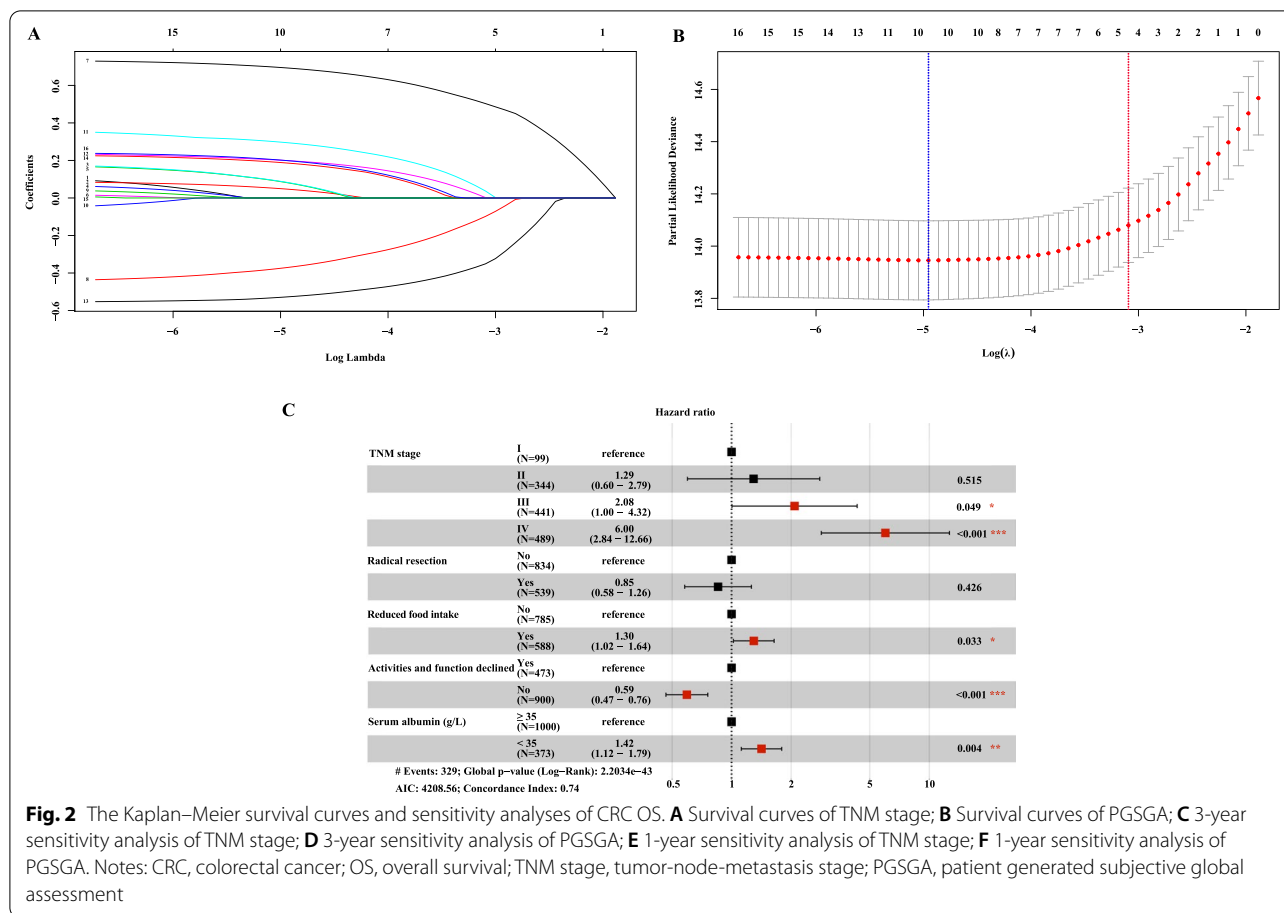 A
15 10 7 5 1
0.6
0.4
0.2
0.0
−0.2
−0.4
−0.6
Coefficients
7
11
16
8
13
10
−6 −5 −4 −3 −2
Log Lambda
B
16 15 15 14 13 11 10 10 10 8 7 7 7 7 6 5 4 3 2 2 1 1 0
14.6
14.4
14.2
14.0
13.8
Partial Likelihood Deviance
−6 −5 −4 −3 −2
Log(λ)
C
Hazard ratio
TNM stage I (N=99) reference
II (N=344) 1.29 (0.60 − 2.79) 0.515
III (N=441) 2.08 (1.00 − 4.32) 0.049 *
IV (N=489) 6.00 (2.84 − 12.66) <0.001 ***
Radical resection No (N=834) reference
Yes (N=539) 0.85 (0.58 − 1.26) 0.426
Reduced food intake No (N=785) reference
Yes (N=588) 1.30 (1.02 − 1.64) 0.033 *
Activities and function declined Yes (N=473) reference
No (N=900) 0.59 (0.47 − 0.76) <0.001 ***
Serum albumin (g/L) ≥ 35 (N=1000) reference
< 35 (N=373) 1.42 (1.12 − 1.79) 0.004 **
# Events: 329; Global p−value (Log−Rank): 2.2034e−43
AIC: 4208.56; Concordance Index: 0.74
0.5 1 2 5 10
Fig. 2 The Kaplan–Meier survival curves and sensitivity analyses of CRC OS. A Survival curves of TNM stage; B Survival curves of PGSGA; C 3-year
sensitivity analysis of TNM stage; D 3-year sensitivity analysis of PGSGA; E 1-year sensitivity analysis of TNM stage; F 1-year sensitivity analysis of
PGSGA. Notes: CRC, colorectal cancer; OS, overall survival; TNM stage, tumor-node-metastasis stage; PGSGA, patient generated subjective global
assessment